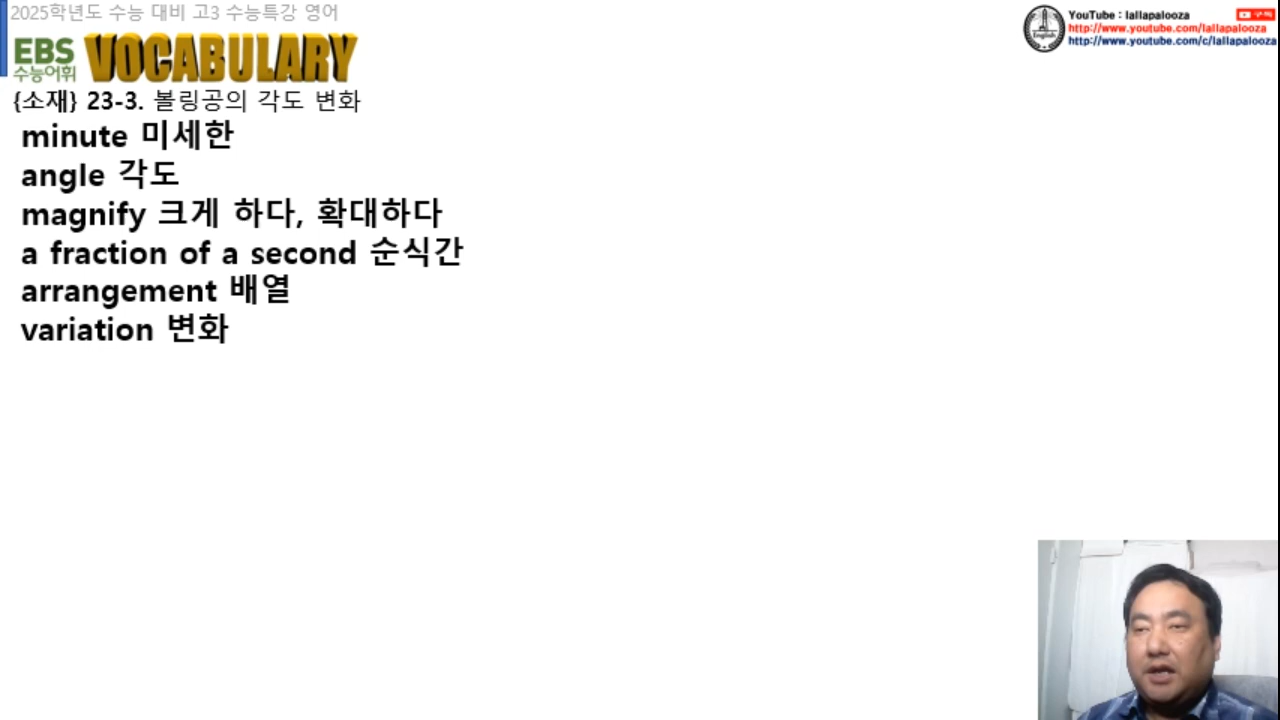 2025학년도 수능 대비 고3 수능특강 영어
EBS
수능어휘
VOCABULARY
YouTube : lallapalooza
구독
http://www.youtube.com/lallapalooza
http://www.youtube.com/c/lallapalooza
English
{소재} 23-3. 볼링공의 각도 변화
minute 미세한
angle 각도
magnify 크게 하다, 확대하다
a fraction of a second 순식간
arrangement 배열
variation 변화